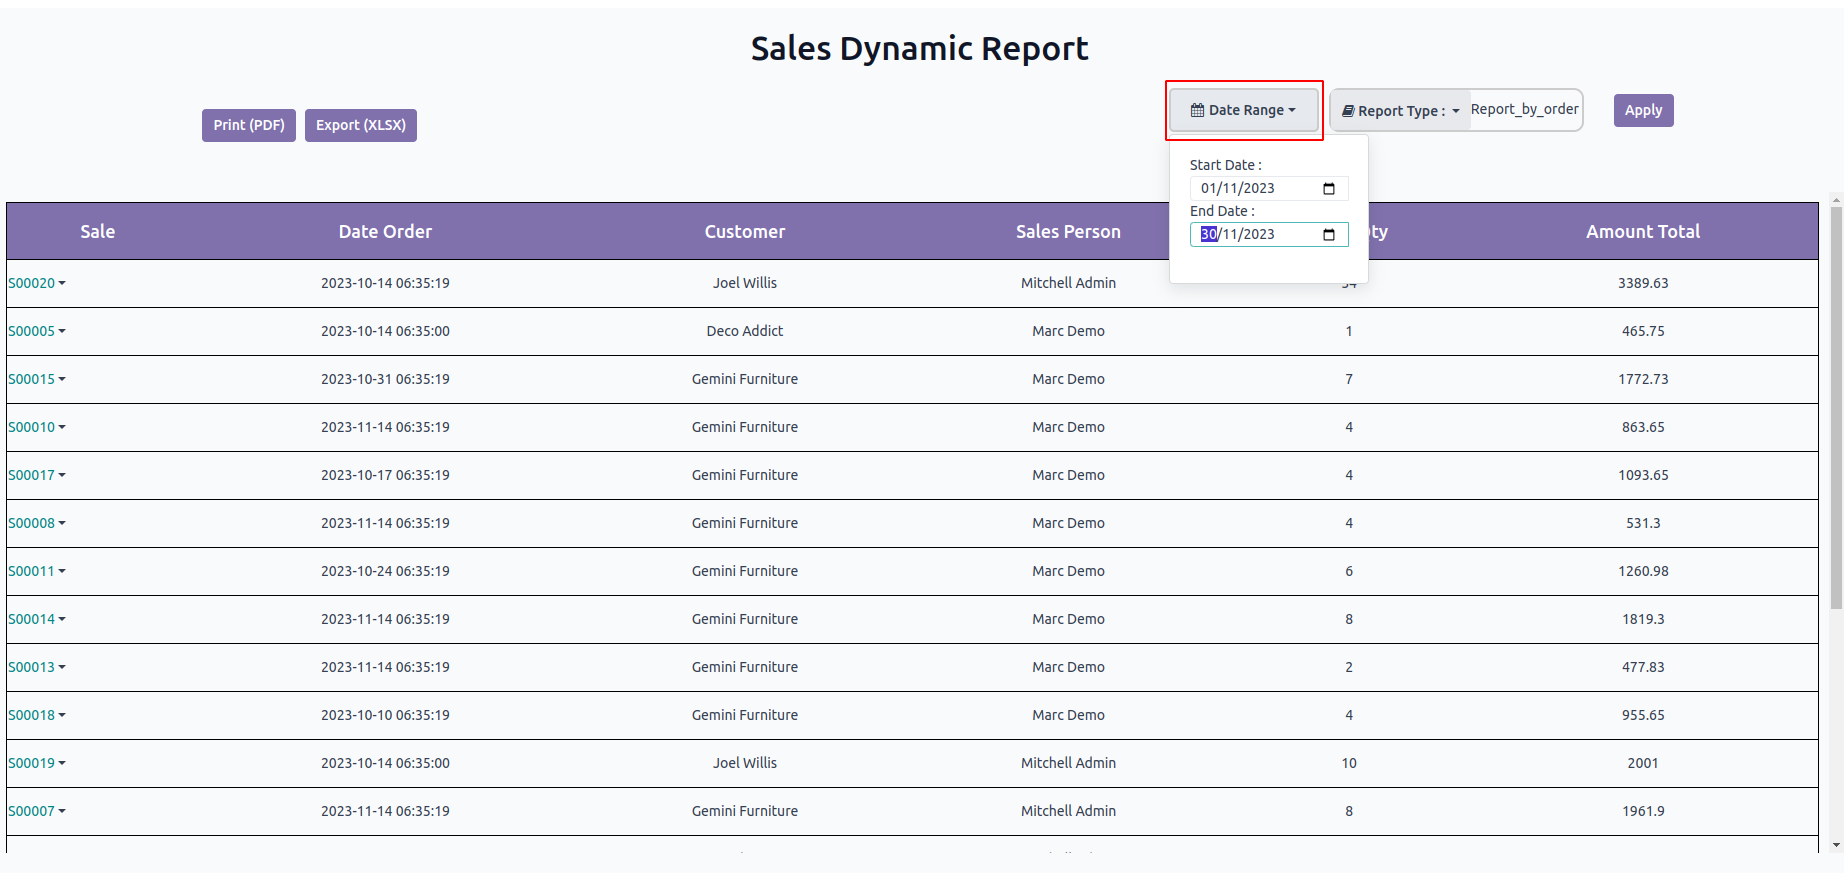 Sales Dynamic Report
Print (PDF) Export (XLSX) Date Range Report Type : Report_by_order Apply
Start Date :
01/11/2023
End Date :
30/11/2023
Sale Date Order Customer Sales Person ty Amount Total
S00020 2023-10-14 06:35:19 Joel Willis Mitchell Admin 3389.63
S00005 2023-10-14 06:35:00 Deco Addict Marc Demo 1 465.75
S00015 2023-10-31 06:35:19 Gemini Furniture Marc Demo 7 1772.73
S00010 2023-11-14 06:35:19 Gemini Furniture Marc Demo 4 863.65
S00017 2023-10-17 06:35:19 Gemini Furniture Marc Demo 4 1093.65
S00008 2023-11-14 06:35:19 Gemini Furniture Marc Demo 4 531.3
S00011 2023-10-24 06:35:19 Gemini Furniture Marc Demo 6 1260.98
S00014 2023-11-14 06:35:19 Gemini Furniture Marc Demo 8 1819.3
S00013 2023-11-14 06:35:19 Gemini Furniture Marc Demo 2 477.83
S00018 2023-10-10 06:35:19 Gemini Furniture Marc Demo 4 955.65
S00019 2023-10-14 06:35:00 Joel Willis Mitchell Admin 10 2001
S00007 2023-11-14 06:35:19 Gemini Furniture Mitchell Admin 8 1961.9